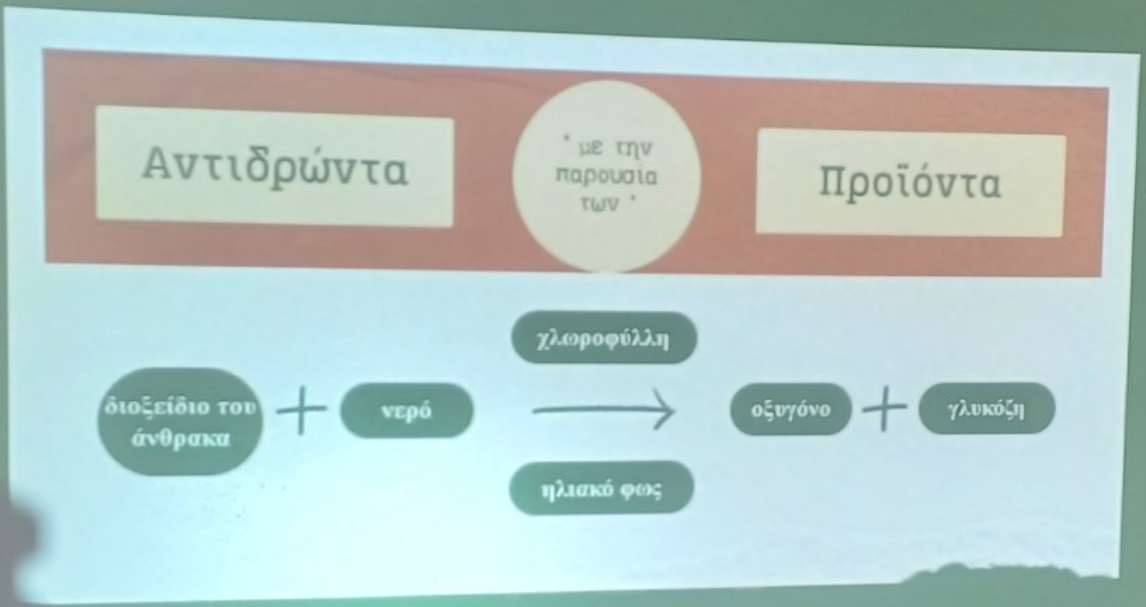 Αντιδρώντα
' με την
παρουσία
των '
Προϊόντα
χλωροφύλλη
διοξείδιο του
άνθρακα
+
νερό
οξυγόνο
+
γλυκόζη
ηλιακό φως